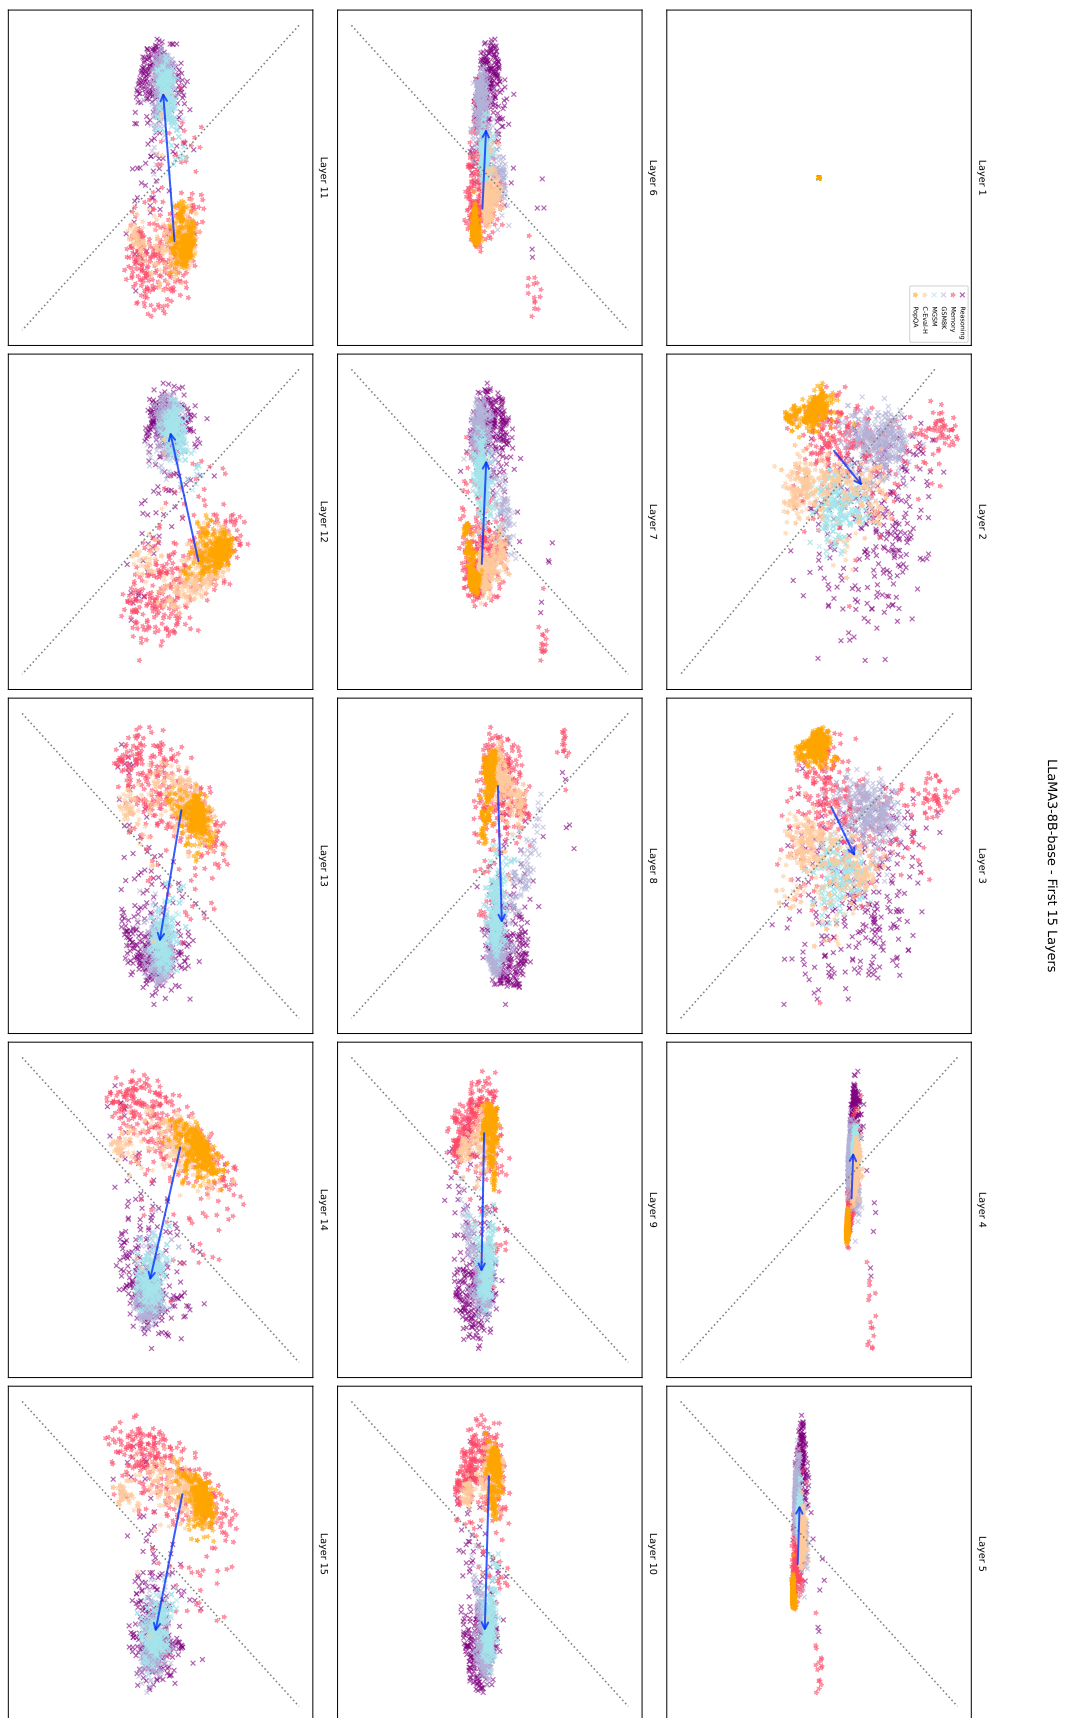 LLaMA3-8B-base - First 15 Layers
Layer 1
Reasoning
Memory
GSM8K
MGSM
C-Eval-H
PopQA
Layer 2
Layer 3
Layer 4
Layer 5
Layer 6
Layer 7
Layer 8
Layer 9
Layer 10
Layer 11
Layer 12
Layer 13
Layer 14
Layer 15